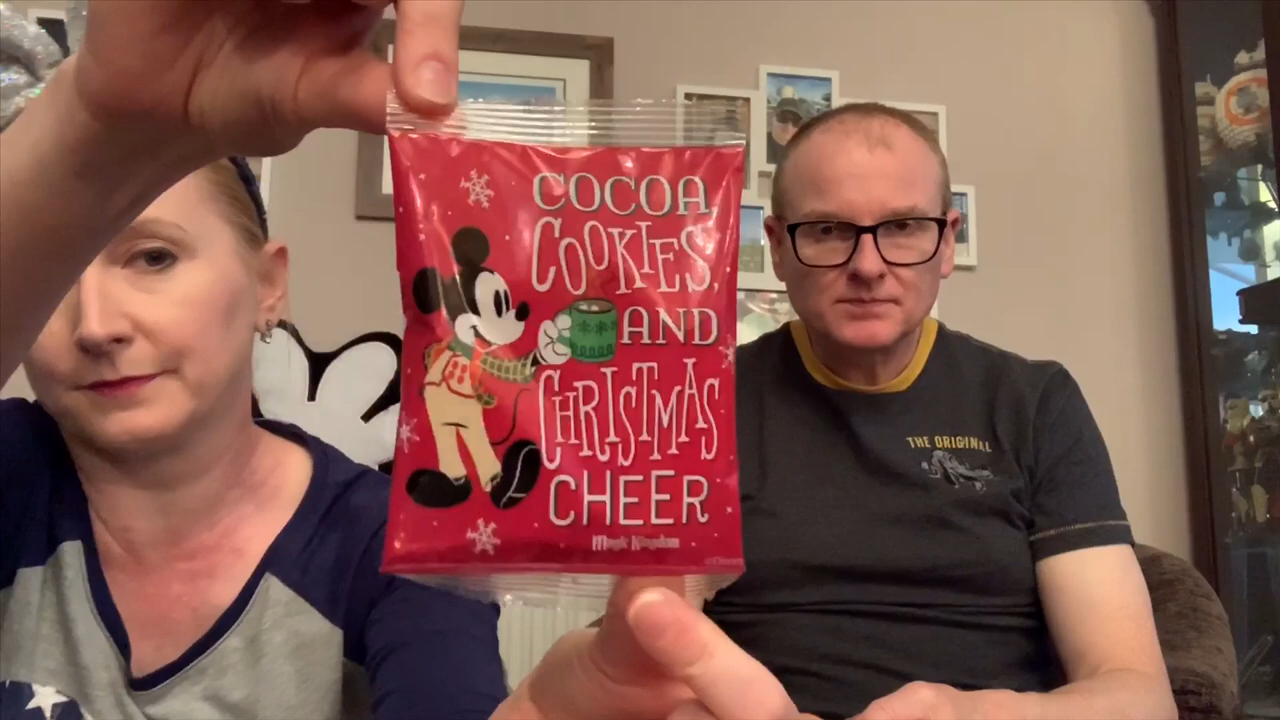 COCOA,
COOKIES,
AND
CHRISTMAS
CHEER
Magic Kingdom
THE ORIGINAL